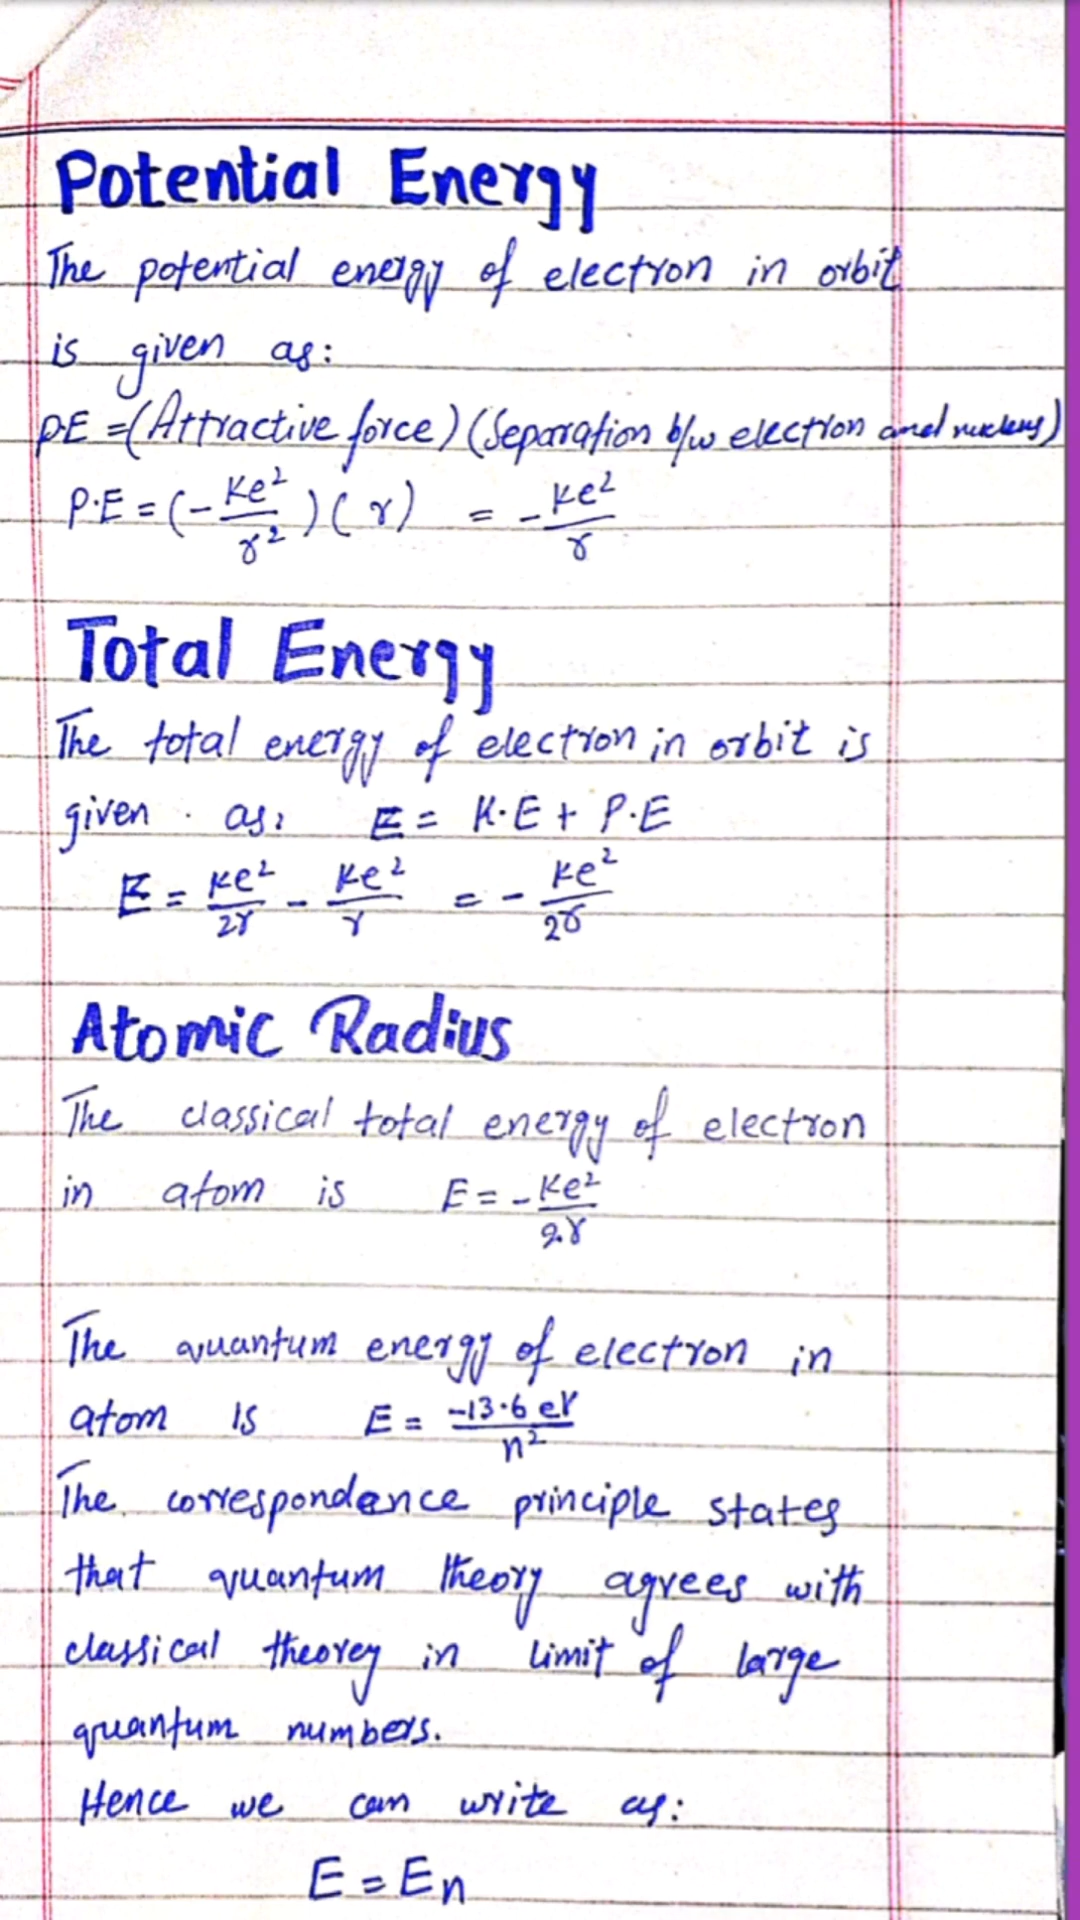 Potential Energy
The potential energy of electron in orbit
is given as:
P.E =(Attractive force) (Separation b/w electron and nucleus)
P.E = (-Ke²/r²)(r) = -Ke²/r
Total Energy
The total energy of electron in orbit is
given . as: E = K.E + P.E
E = Ke²/2r - Ke²/r = - Ke²/2r
Atomic Radius
The classical total energy of electron
in atom is E = -Ke²/2r
The quantum energy of electron in
atom is E = -13.6 eV/n²
The correspondence principle states
that quantum theory agrees with
classical theorey in limit of large
quantum numbers.
Hence we can write as:
E = En